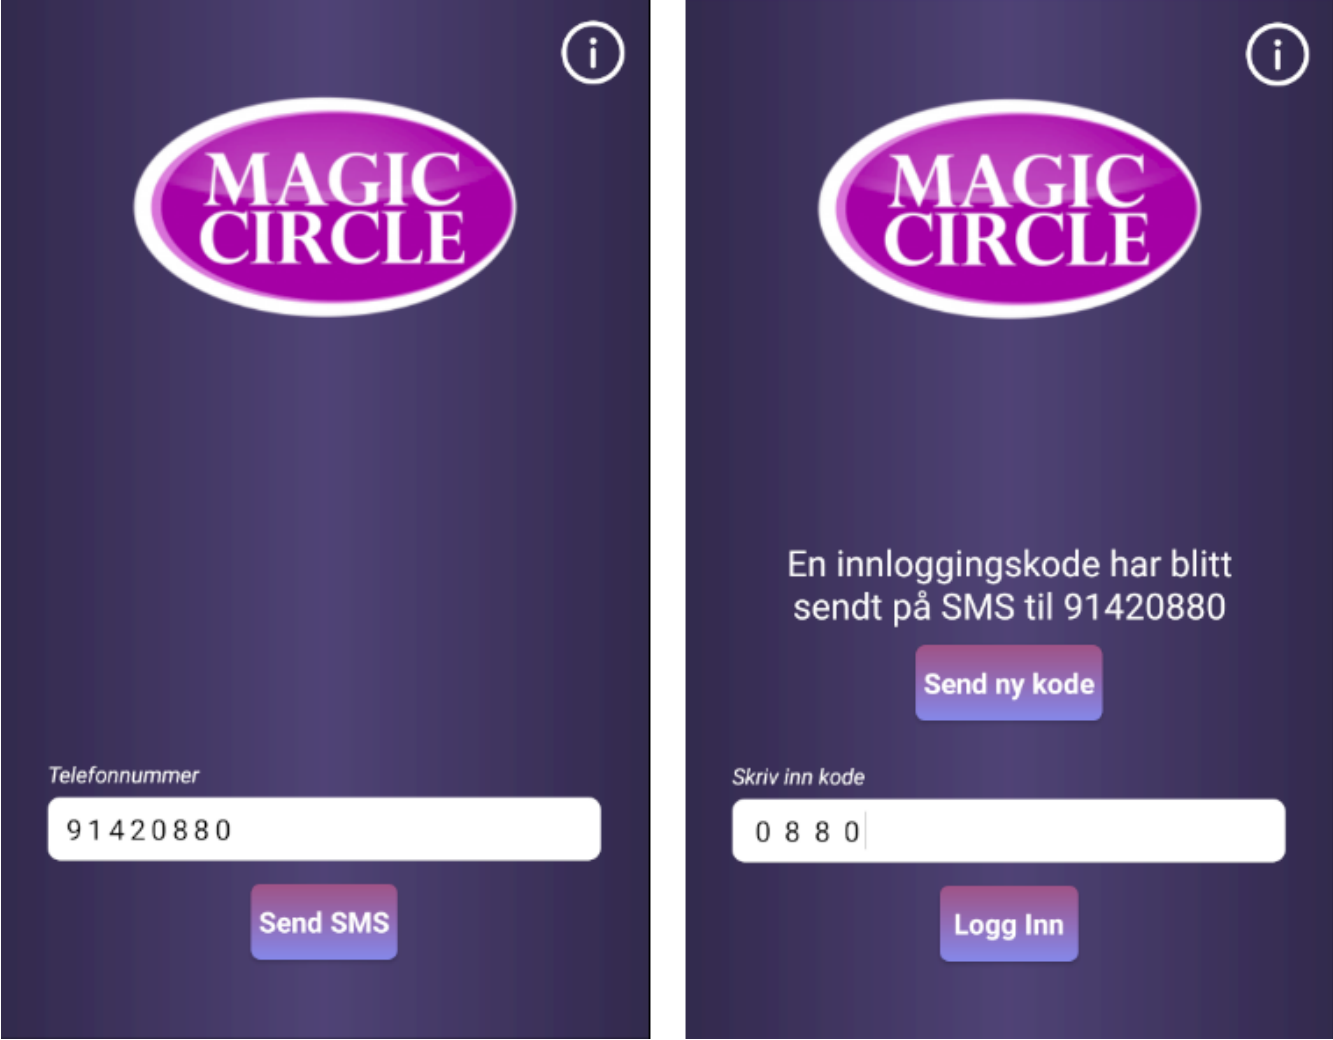 MAGIC
CIRCLE
Telefonnummer
91420880
Send SMS
MAGIC
CIRCLE
En innloggingskode har blitt
sendt på SMS til 91420880
Send ny kode
Skriv inn kode
0880
Logg Inn